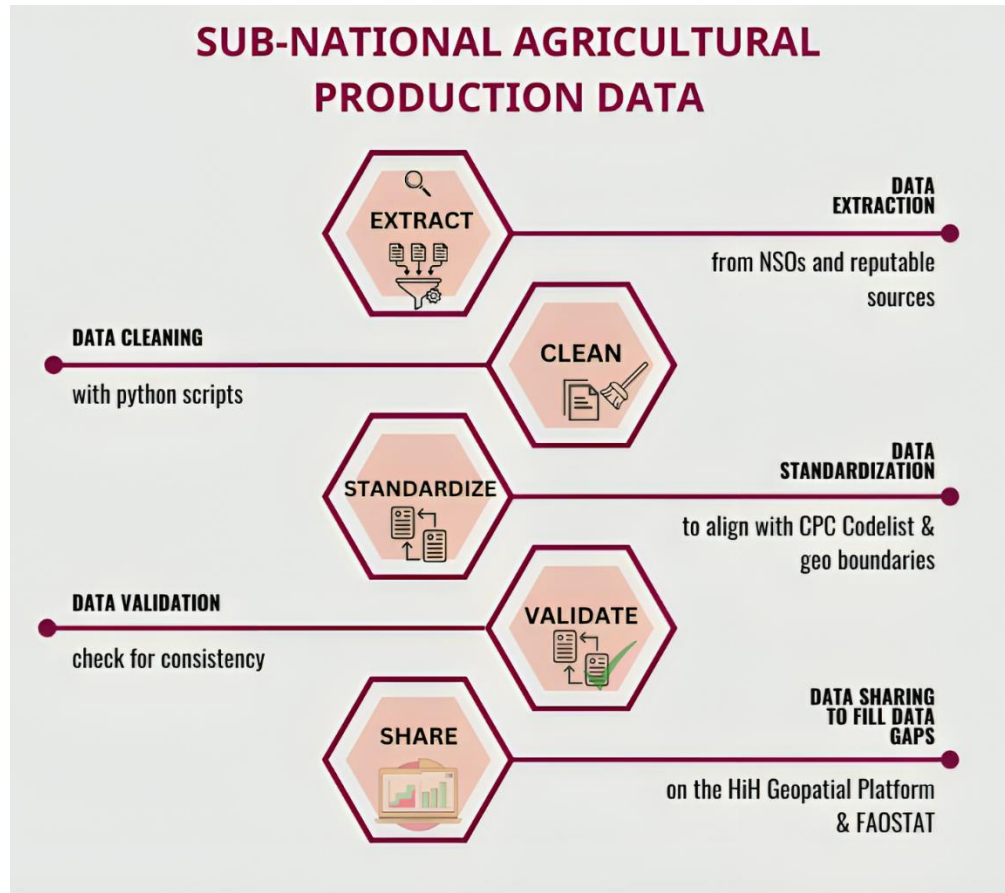 SUB-NATIONAL AGRICULTURAL
PRODUCTION DATA
EXTRACT
DATA
EXTRACTION
from NSOs and reputable
sources
DATA CLEANING
with python scripts
CLEAN
STANDARDIZE
DATA
STANDARDIZATION
to align with CPC Codelist &
geo boundaries
DATA VALIDATION
check for consistency
VALIDATE
SHARE
DATA SHARING
TO FILL DATA
GAPS
on the HiH Geopatial Platform
& FAOSTAT